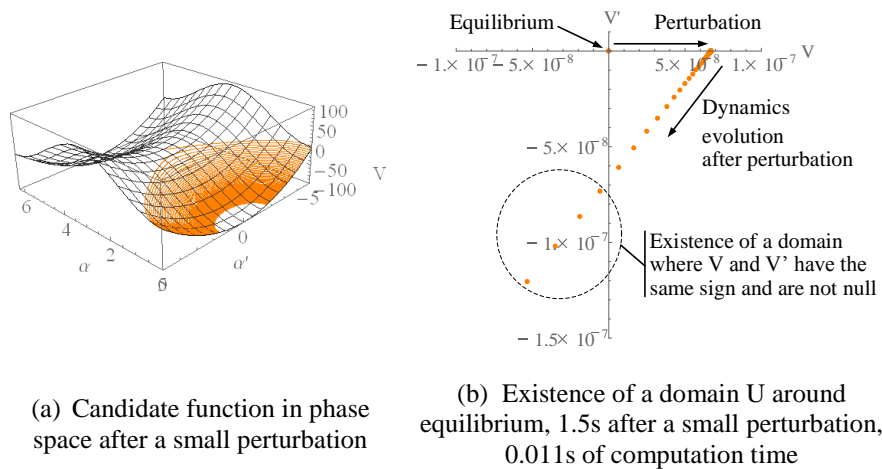 100
50
0
-50
-100
V
-5
0
α'
6
4
2
α
(a) Candidate function in phase
space after a small perturbation
V'
Equilibrium
Perturbation
V
-1.×10^-7
-5.×10^-8
5.×10^-8
1.×10^-7
Dynamics
evolution
after perturbation
-5.×10^-8
-1.×10^-7
-1.5×10^-7
Existence of a domain
where V and V’ have the
same sign and are not null
(b) Existence of a domain U around
equilibrium, 1.5s after a small perturbation,
0.011s of computation time